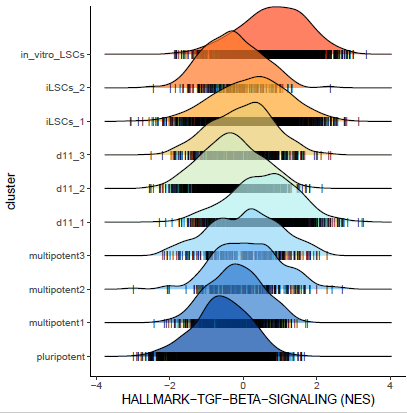 in_vitro_LSCs
iLSCs_2
iLSCs_1
d11_3
d11_2
d11_1
multipotent3
multipotent2
multipotent1
pluripotent
cluster
−4 −2 0 2 4
HALLMARK−TGF−BETA−SIGNALING (NES)